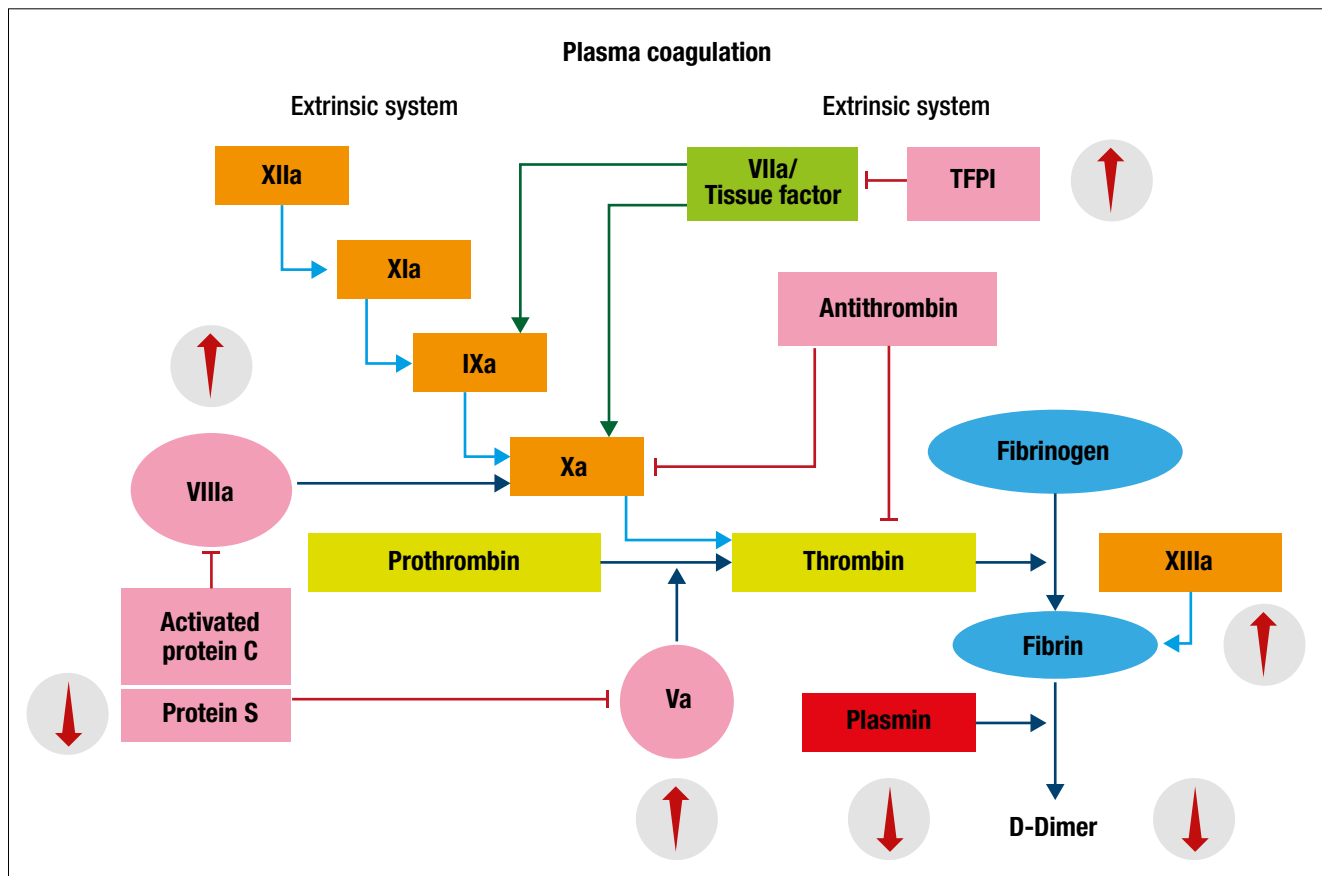 Plasma coagulation
Extrinsic system
Extrinsic system
XIIa
VIIa/
Tissue factor
TFPI
XIa
Antithrombin
IXa
Xa
Fibrinogen
VIIIa
Prothrombin
Thrombin
XIIIa
Activated
protein C
Fibrin
Protein S
Va
Plasmin
D-Dimer